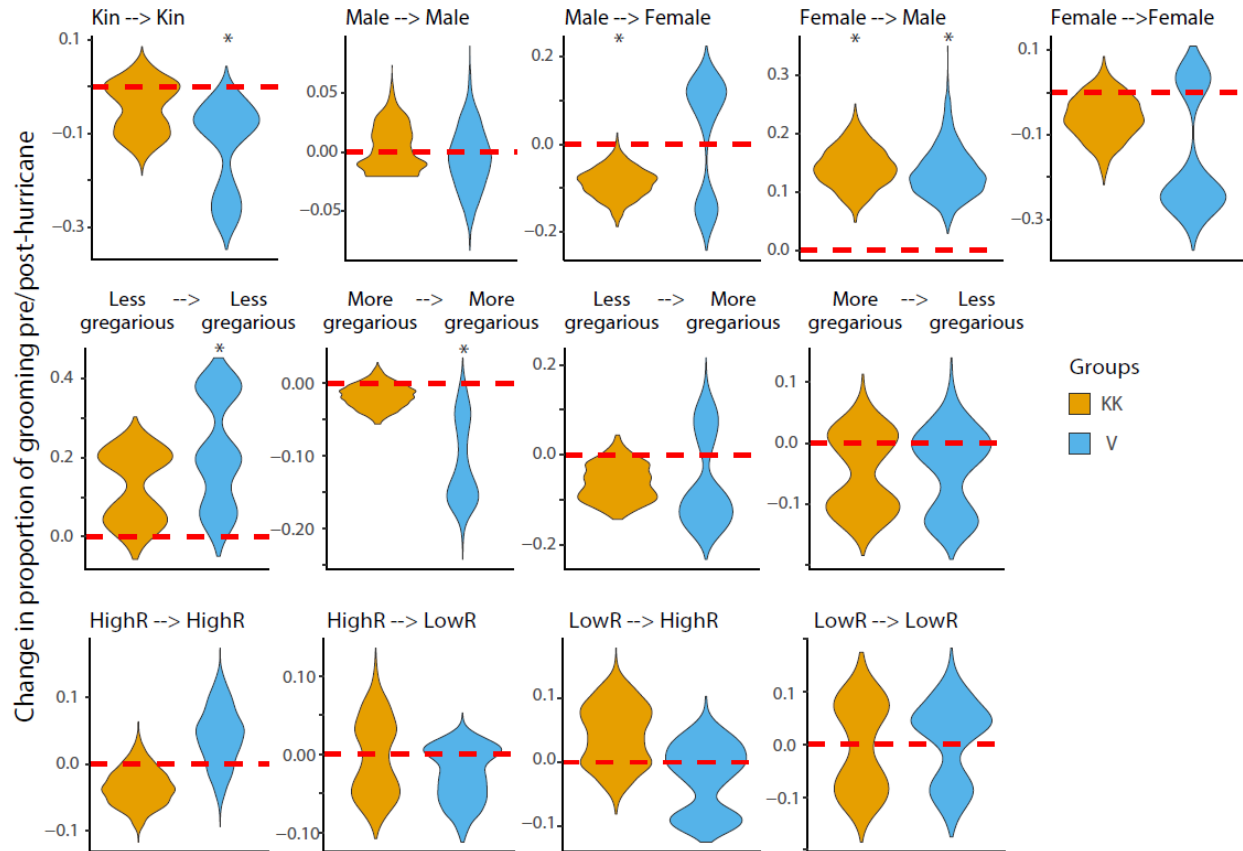 Change in proportion of grooming pre/post-hurricane
Kin --> Kin
Male --> Male
Male --> Female
Female --> Male
Female -->Female
*
*
*
*
0.1
-0.1
-0.3
0.05
0.00
-0.05
0.2
0.0
-0.2
0.3
0.2
0.1
0.0
0.1
-0.1
-0.3
Less --> Less
gregarious gregarious
More --> More
gregarious gregarious
Less --> More
gregarious gregarious
More --> Less
gregarious gregarious
*
*
0.4
0.2
0.0
0.00
-0.10
-0.20
0.2
0.0
-0.2
0.1
0.0
-0.1
Groups
KK
V
HighR --> HighR
HighR --> LowR
LowR --> HighR
LowR --> LowR
0.1
0.0
-0.1
0.10
0.00
-0.10
0.1
0.0
-0.1
0.1
0.0
-0.1